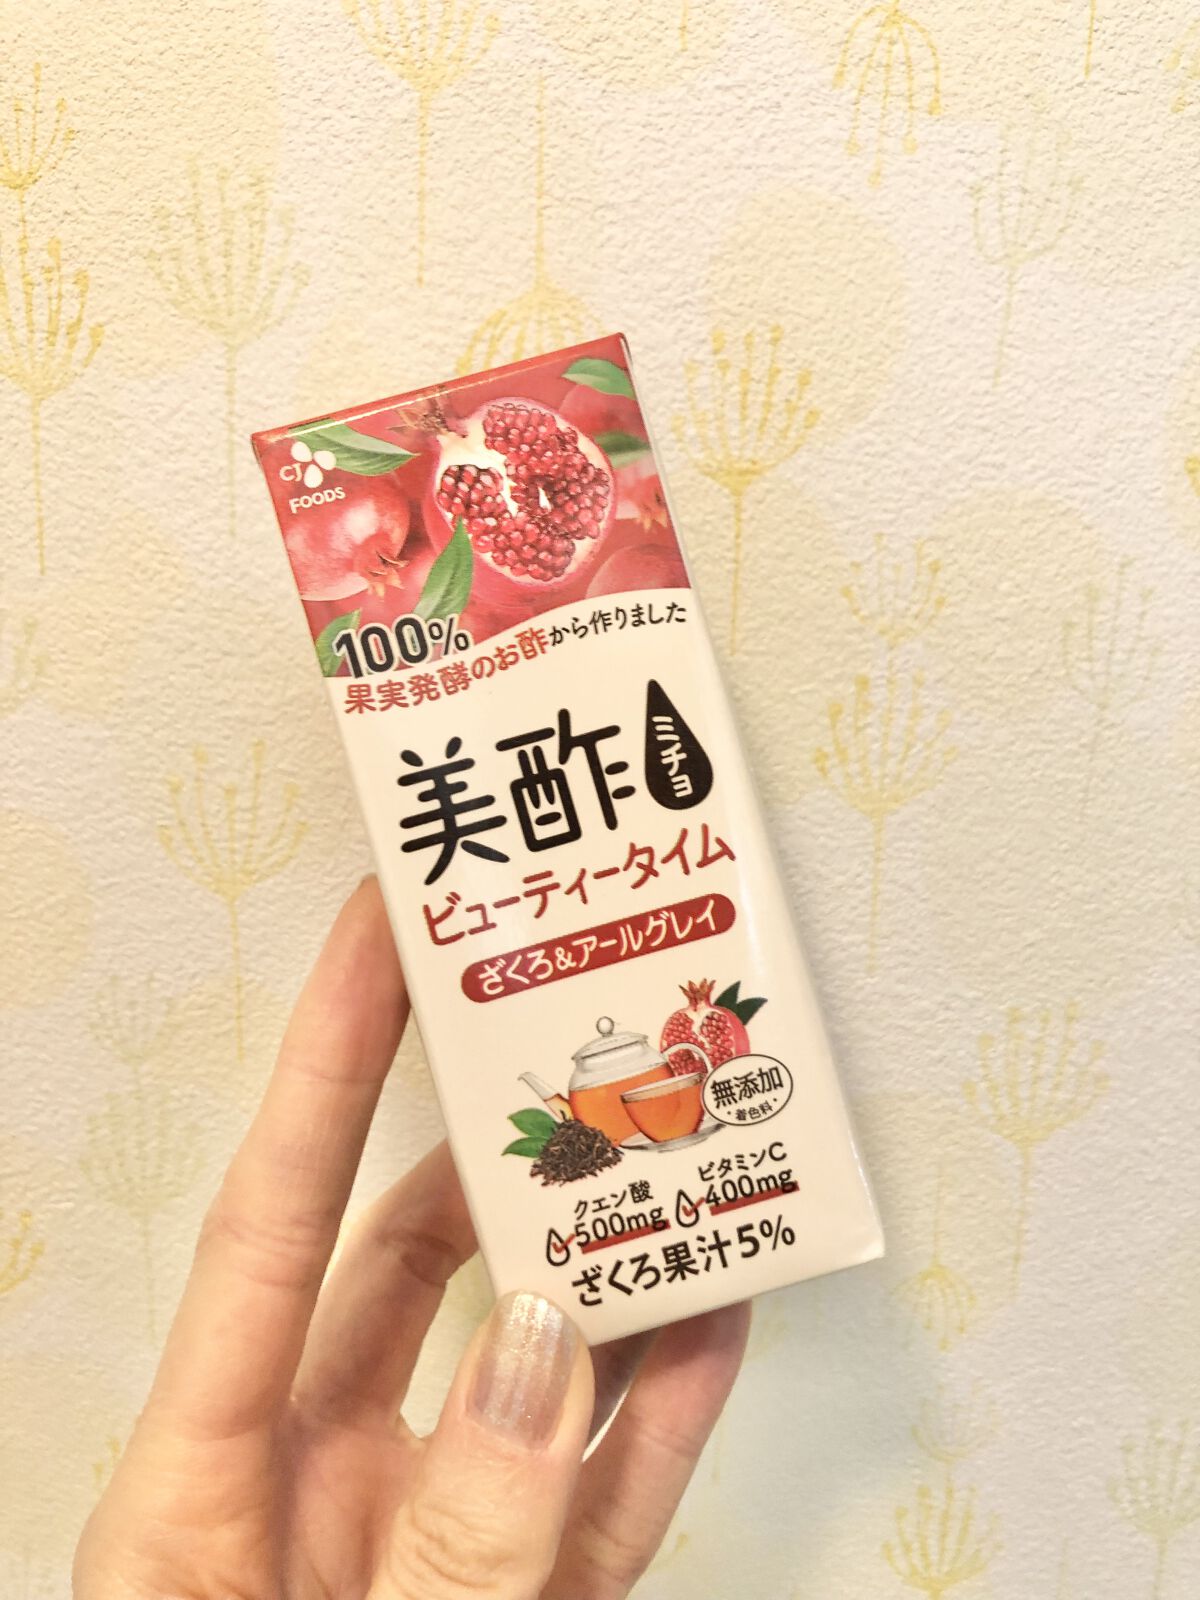 CJ
FOODS
100%
果実発酵のお酢から作りました
美酢
ミチョ
ビューティータイム
ざくろ&アールグレイ
無添加
・着色料・
クエン酸
500mg
ビタミンC
400mg
ざくろ果汁5%